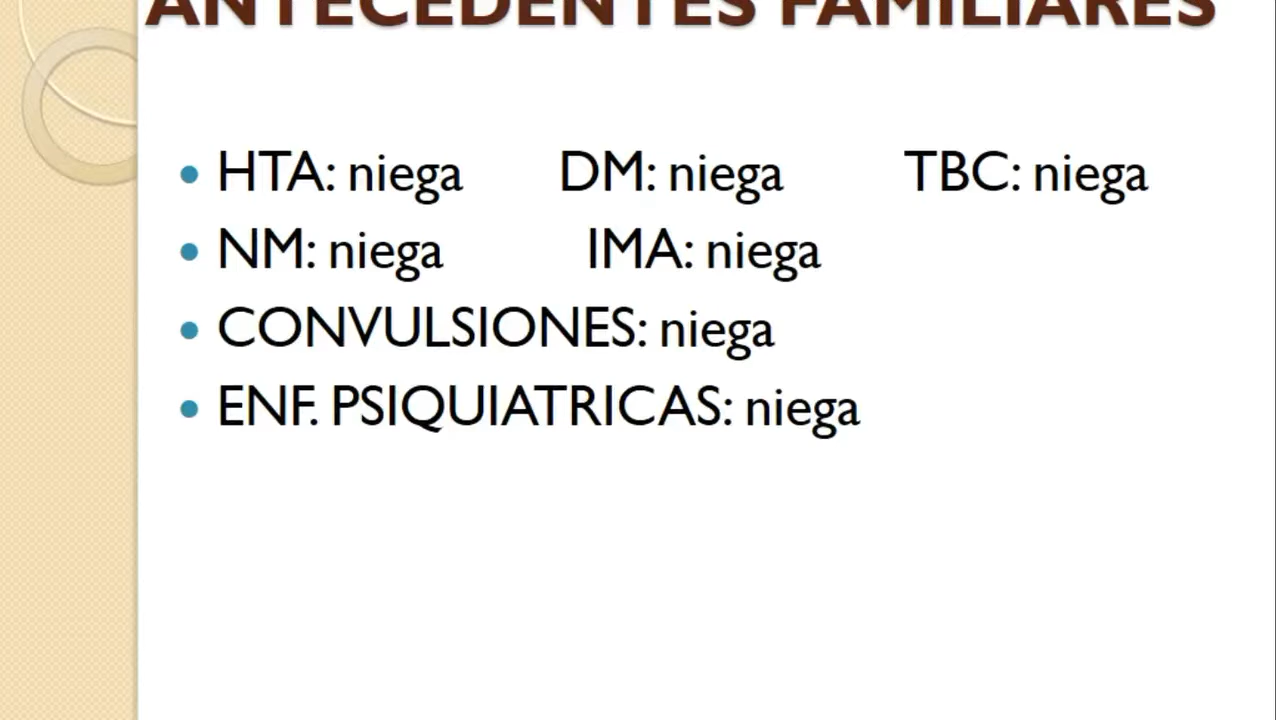 ANTECEDENTES FAMILIARES
HTA: niega DM: niega TBC: niega
NM: niega IMA: niega
CONVULSIONES: niega
ENF. PSIQUIATRICAS: niega